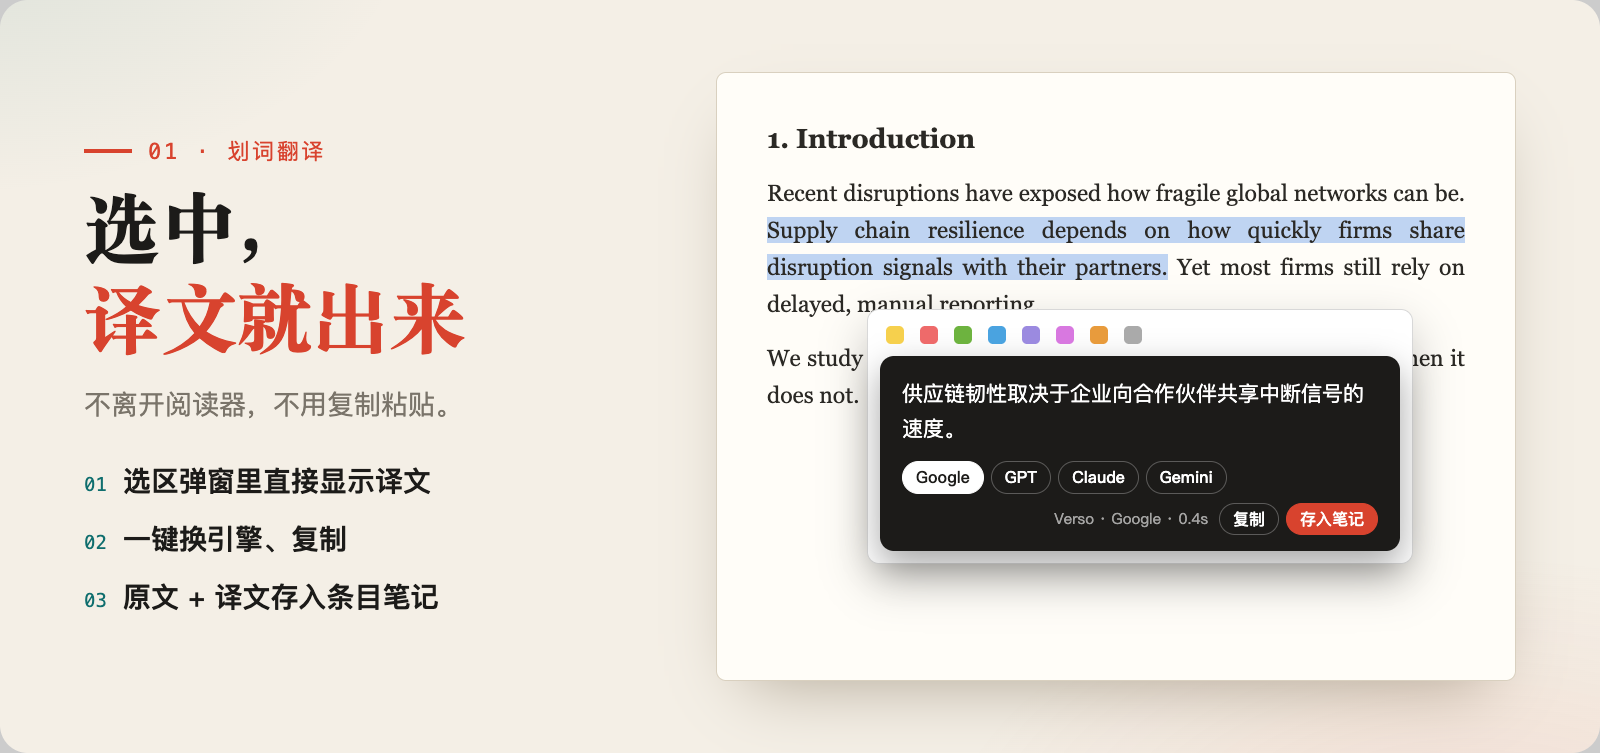 01 · 划词翻译
选中，
译文就出来
不离开阅读器，不用复制粘贴。
01 选区弹窗里直接显示译文
02 一键换引擎、复制
03 原文 + 译文存入条目笔记
1. Introduction
Recent disruptions have exposed how fragile global networks can be.
Supply chain resilience depends on how quickly firms share
disruption signals with their partners. Yet most firms still rely on
delayed, manual reporting
We study
it
does not.
供应链韧性取决于企业向合作伙伴共享中断信号的
速度。
Google GPT Claude Gemini
Verso · Google · 0.4s 复制 存入笔记